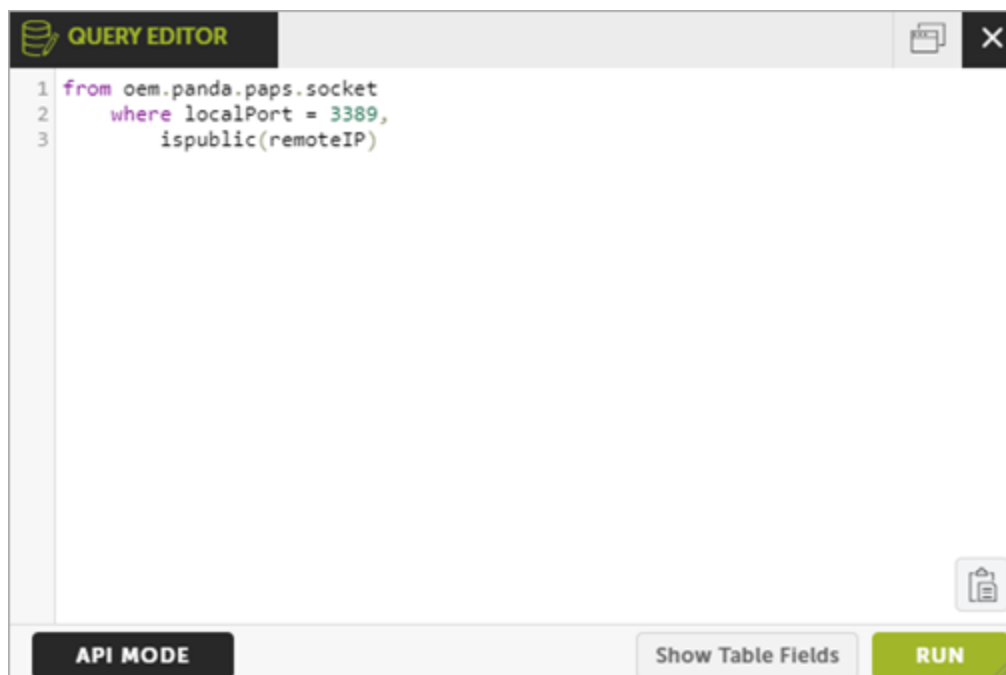 QUERY EDITOR
1 from oem.panda.paps.socket
2 where localPort = 3389,
3 ispublic(remoteIP)
API MODE
Show Table Fields
RUN